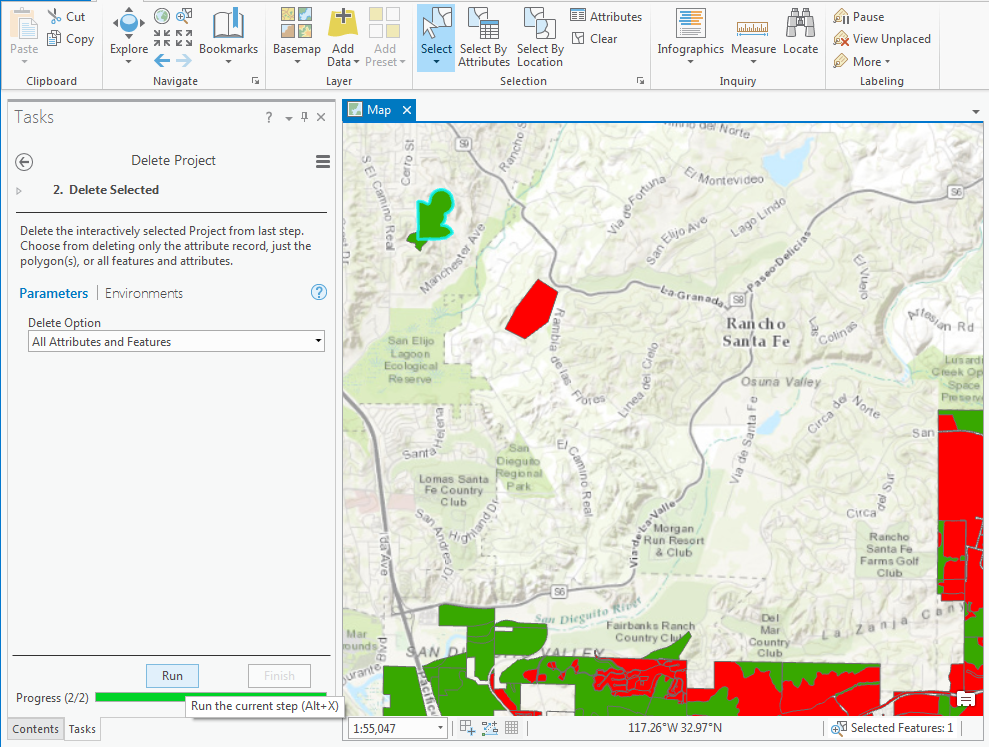 Cut
Copy
Paste
Clipboard
Explore
Bookmarks
Navigate
Basemap
Add
Data
Add
Preset
Layer
Select
Select By
Attributes
Select By
Location
Attributes
Clear
Selection
Infographics
Measure
Locate
Inquiry
Pause
View Unplaced
More
Labeling
Tasks
?
Delete Project
2. Delete Selected
Delete the interactively selected Project from last step.
Choose from deleting only the attribute record, just the
polygon(s), or all features and attributes.
Parameters | Environments
?
Delete Option
All Attributes and Features
Run
Finish
Progress (2/2)
Run the current step (Alt+X)
Contents
Tasks
Map
S9
Cerro St
S El Camino Real
Rancho
del Norte
El Montevideo
Via de Fortuna
San Elijo Ave
Lago Lindo
S6
Manchester Ave
Paseo Delicias
El Vuelo
La Granada
S8
Rancho
Santa Fe
Las Colinas
Artesian Rd
Rambla de las Flores
Linea del Cielo
San Elijo
Lagoon
Ecological
Reserve
Osuna Valley
Circa del Norte
Lusardi
Creek Op
Space
Preserve
Via de Santa Fe
Santa Helena
San
Dieguito
Regional
Park
El Camino Real
San
Lomas Santa
Fe Country
Club
San Andres Dr
Highland Dr
Via de La Valle
Circa del Sur
Morgan
Run Resort
& Club
Rancho
Santa Fe
Farms Golf
Club
S6
San Dieguito River
Fairbanks Ranch
Country Club
Del
Mar
Country
Club
La Zanja Cany
Mar
SAN DI
VALLEY
Pacific
1:55,047
117.26°W 32.97°N
Selected Features: 1